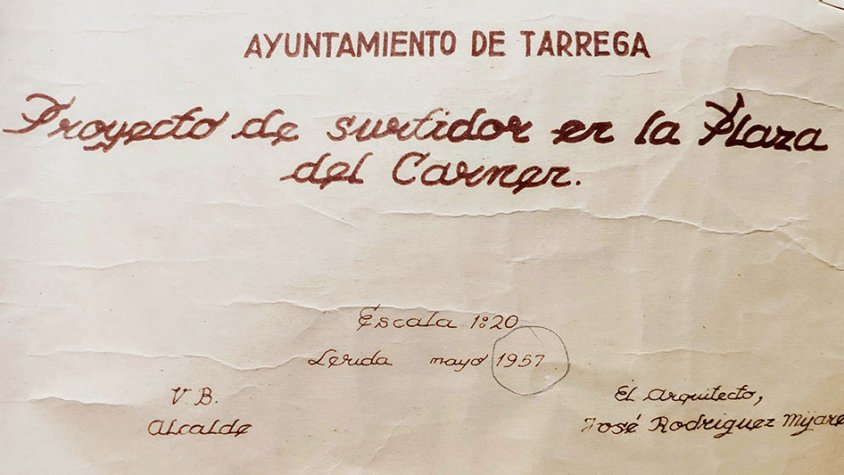 AYUNTAMIENTO DE TARREGA
Proyecto de surtidor en la Plaza
del Carmen.
Escala 1:20
Lerida mayo 1957
V B.
Alcalde
El Arquitecto,
José Rodriguez Mijare